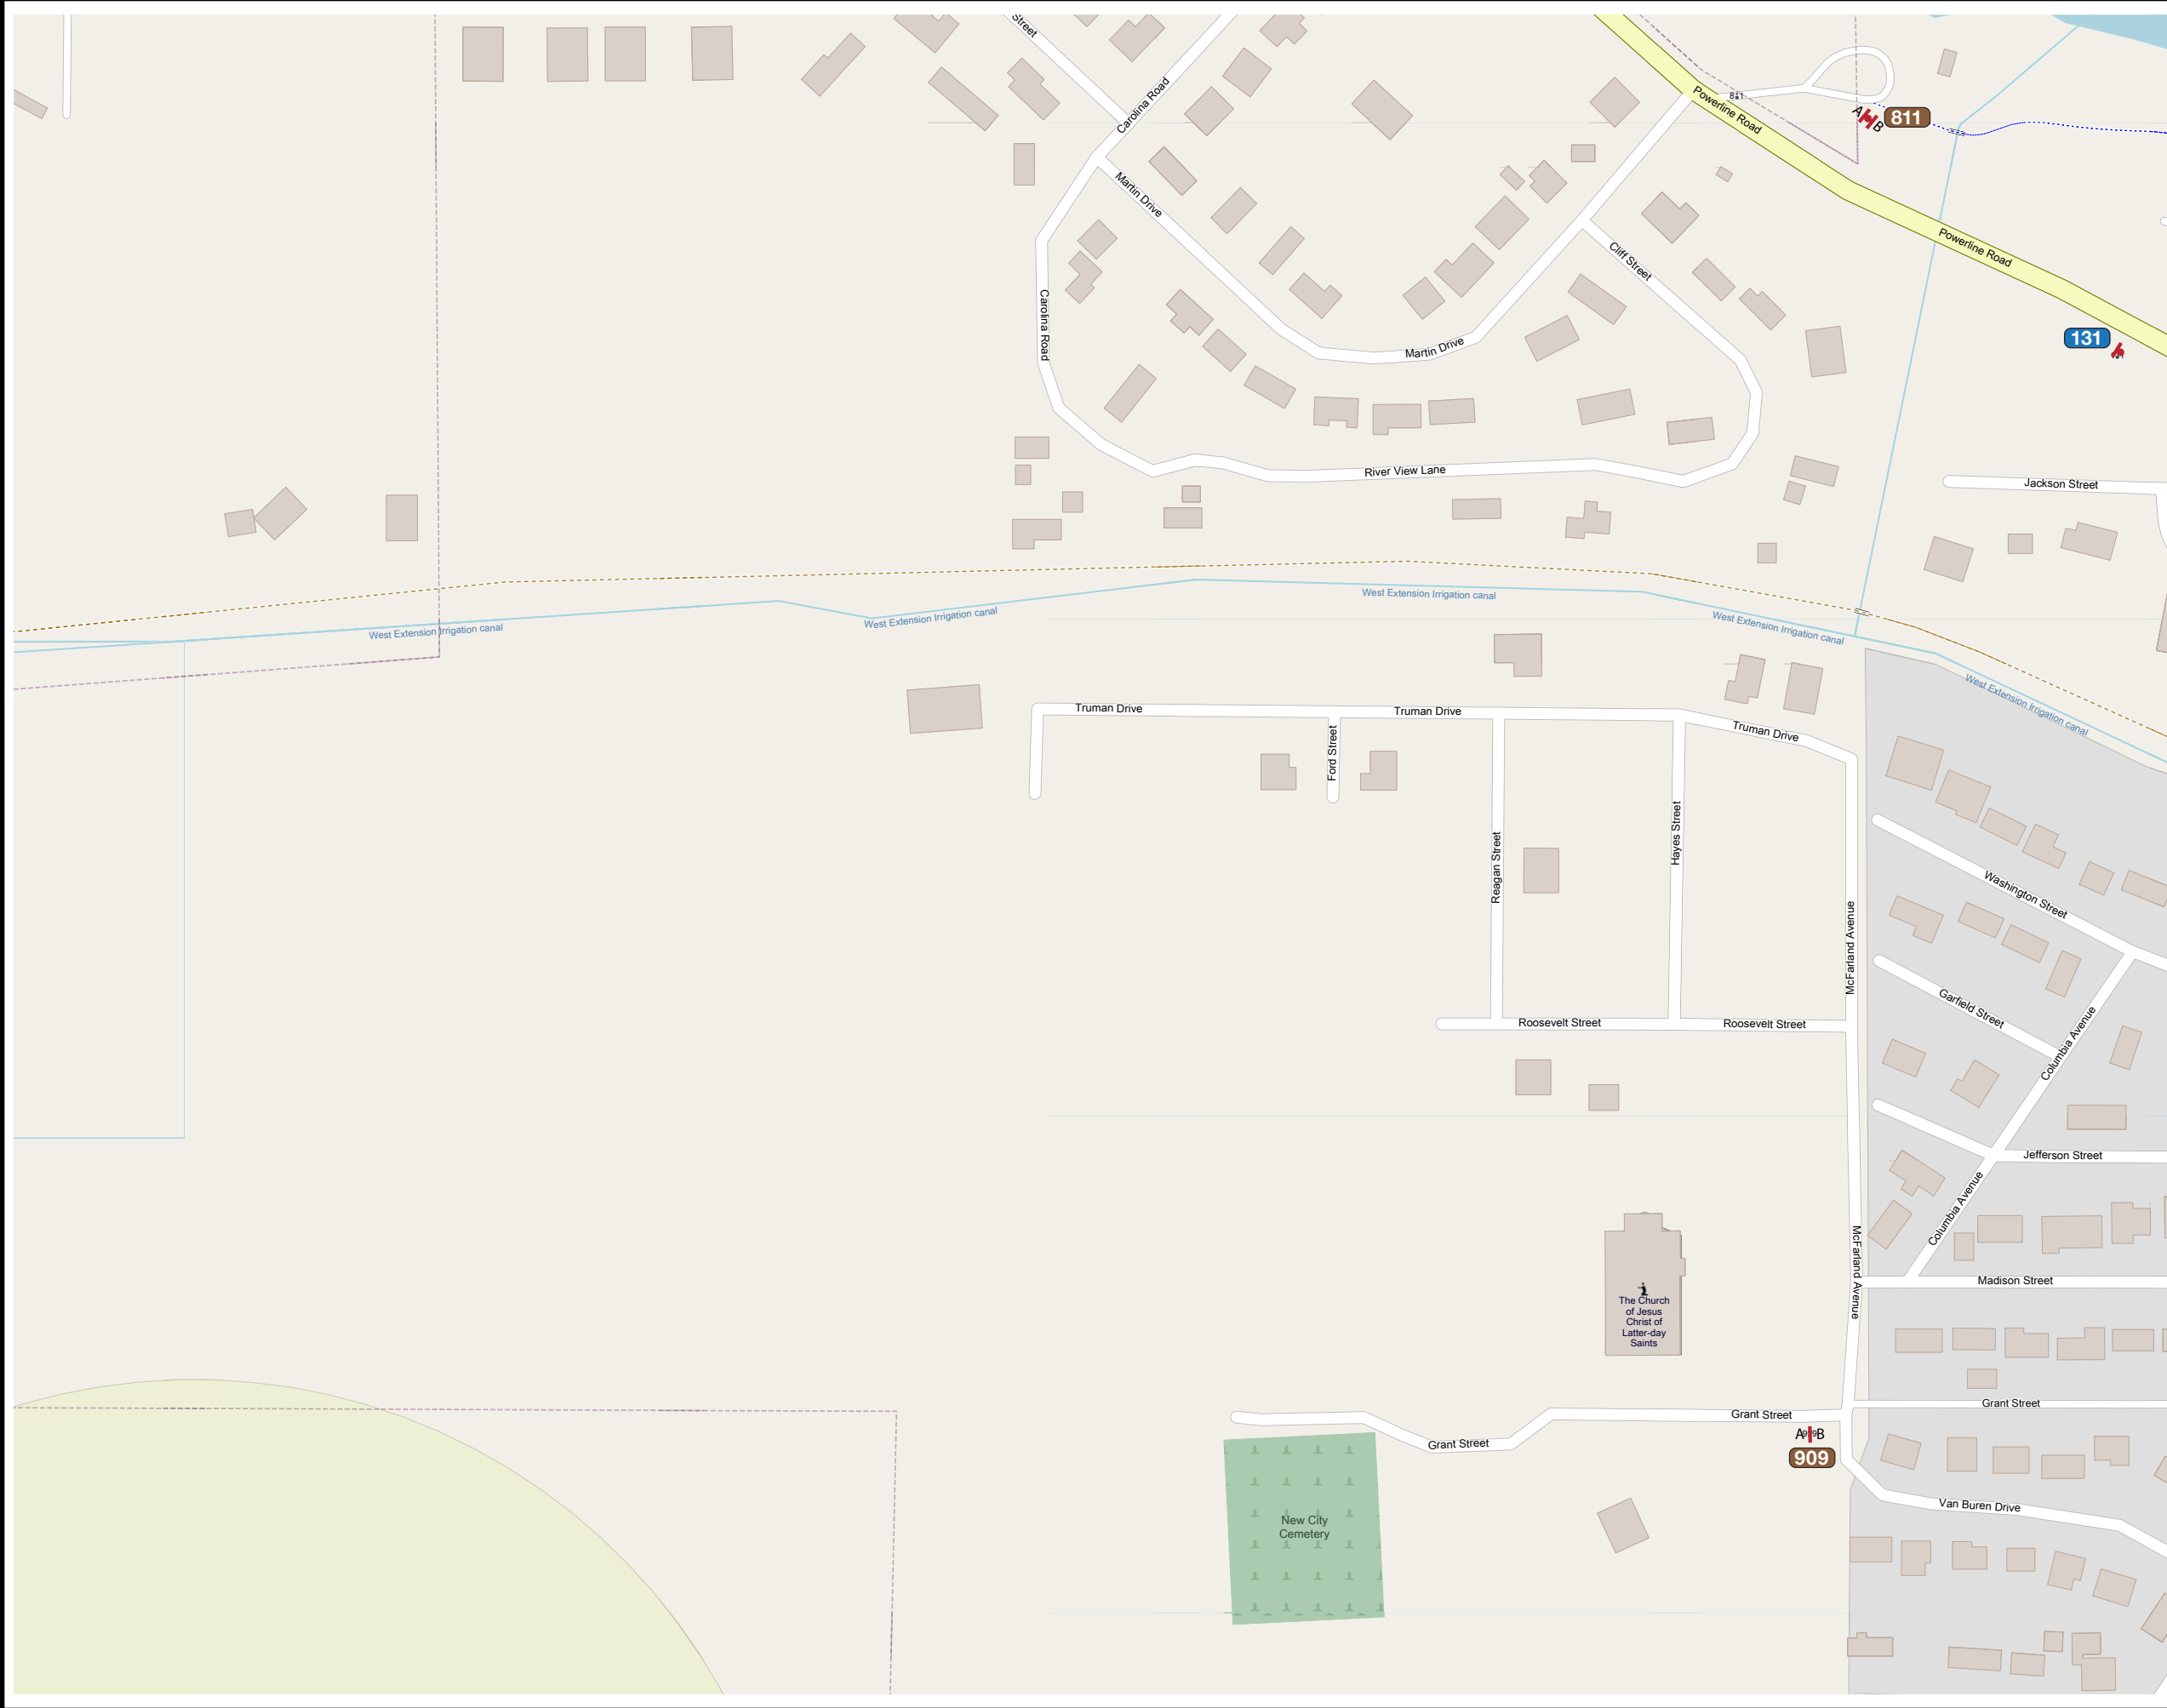 Street
Carolina Road
Powerline Road
A
B
811
Martin Drive
Powerline Road
Cliff Street
Carolina Road
131
Martin Drive
River View Lane
Jackson Street
West Extension Irrigation canal
West Extension Irrigation canal
West Extension Irrigation canal
West Extension Irrigation canal
West Extension Irrigation canal
Truman Drive
Truman Drive
Truman Drive
Ford Street
Reagan Street
Hayes Street
McFarland Avenue
Washington Street
Garfield Street
Columbia Avenue
Roosevelt Street
Roosevelt Street
Jefferson Street
Columbia Avenue
McFarland Avenue
Madison Street
The Church
of Jesus
Christ of
Latter-day
Saints
Grant Street
Grant Street
Grant Street
A
B
909
Van Buren Drive
New City
Cemetery